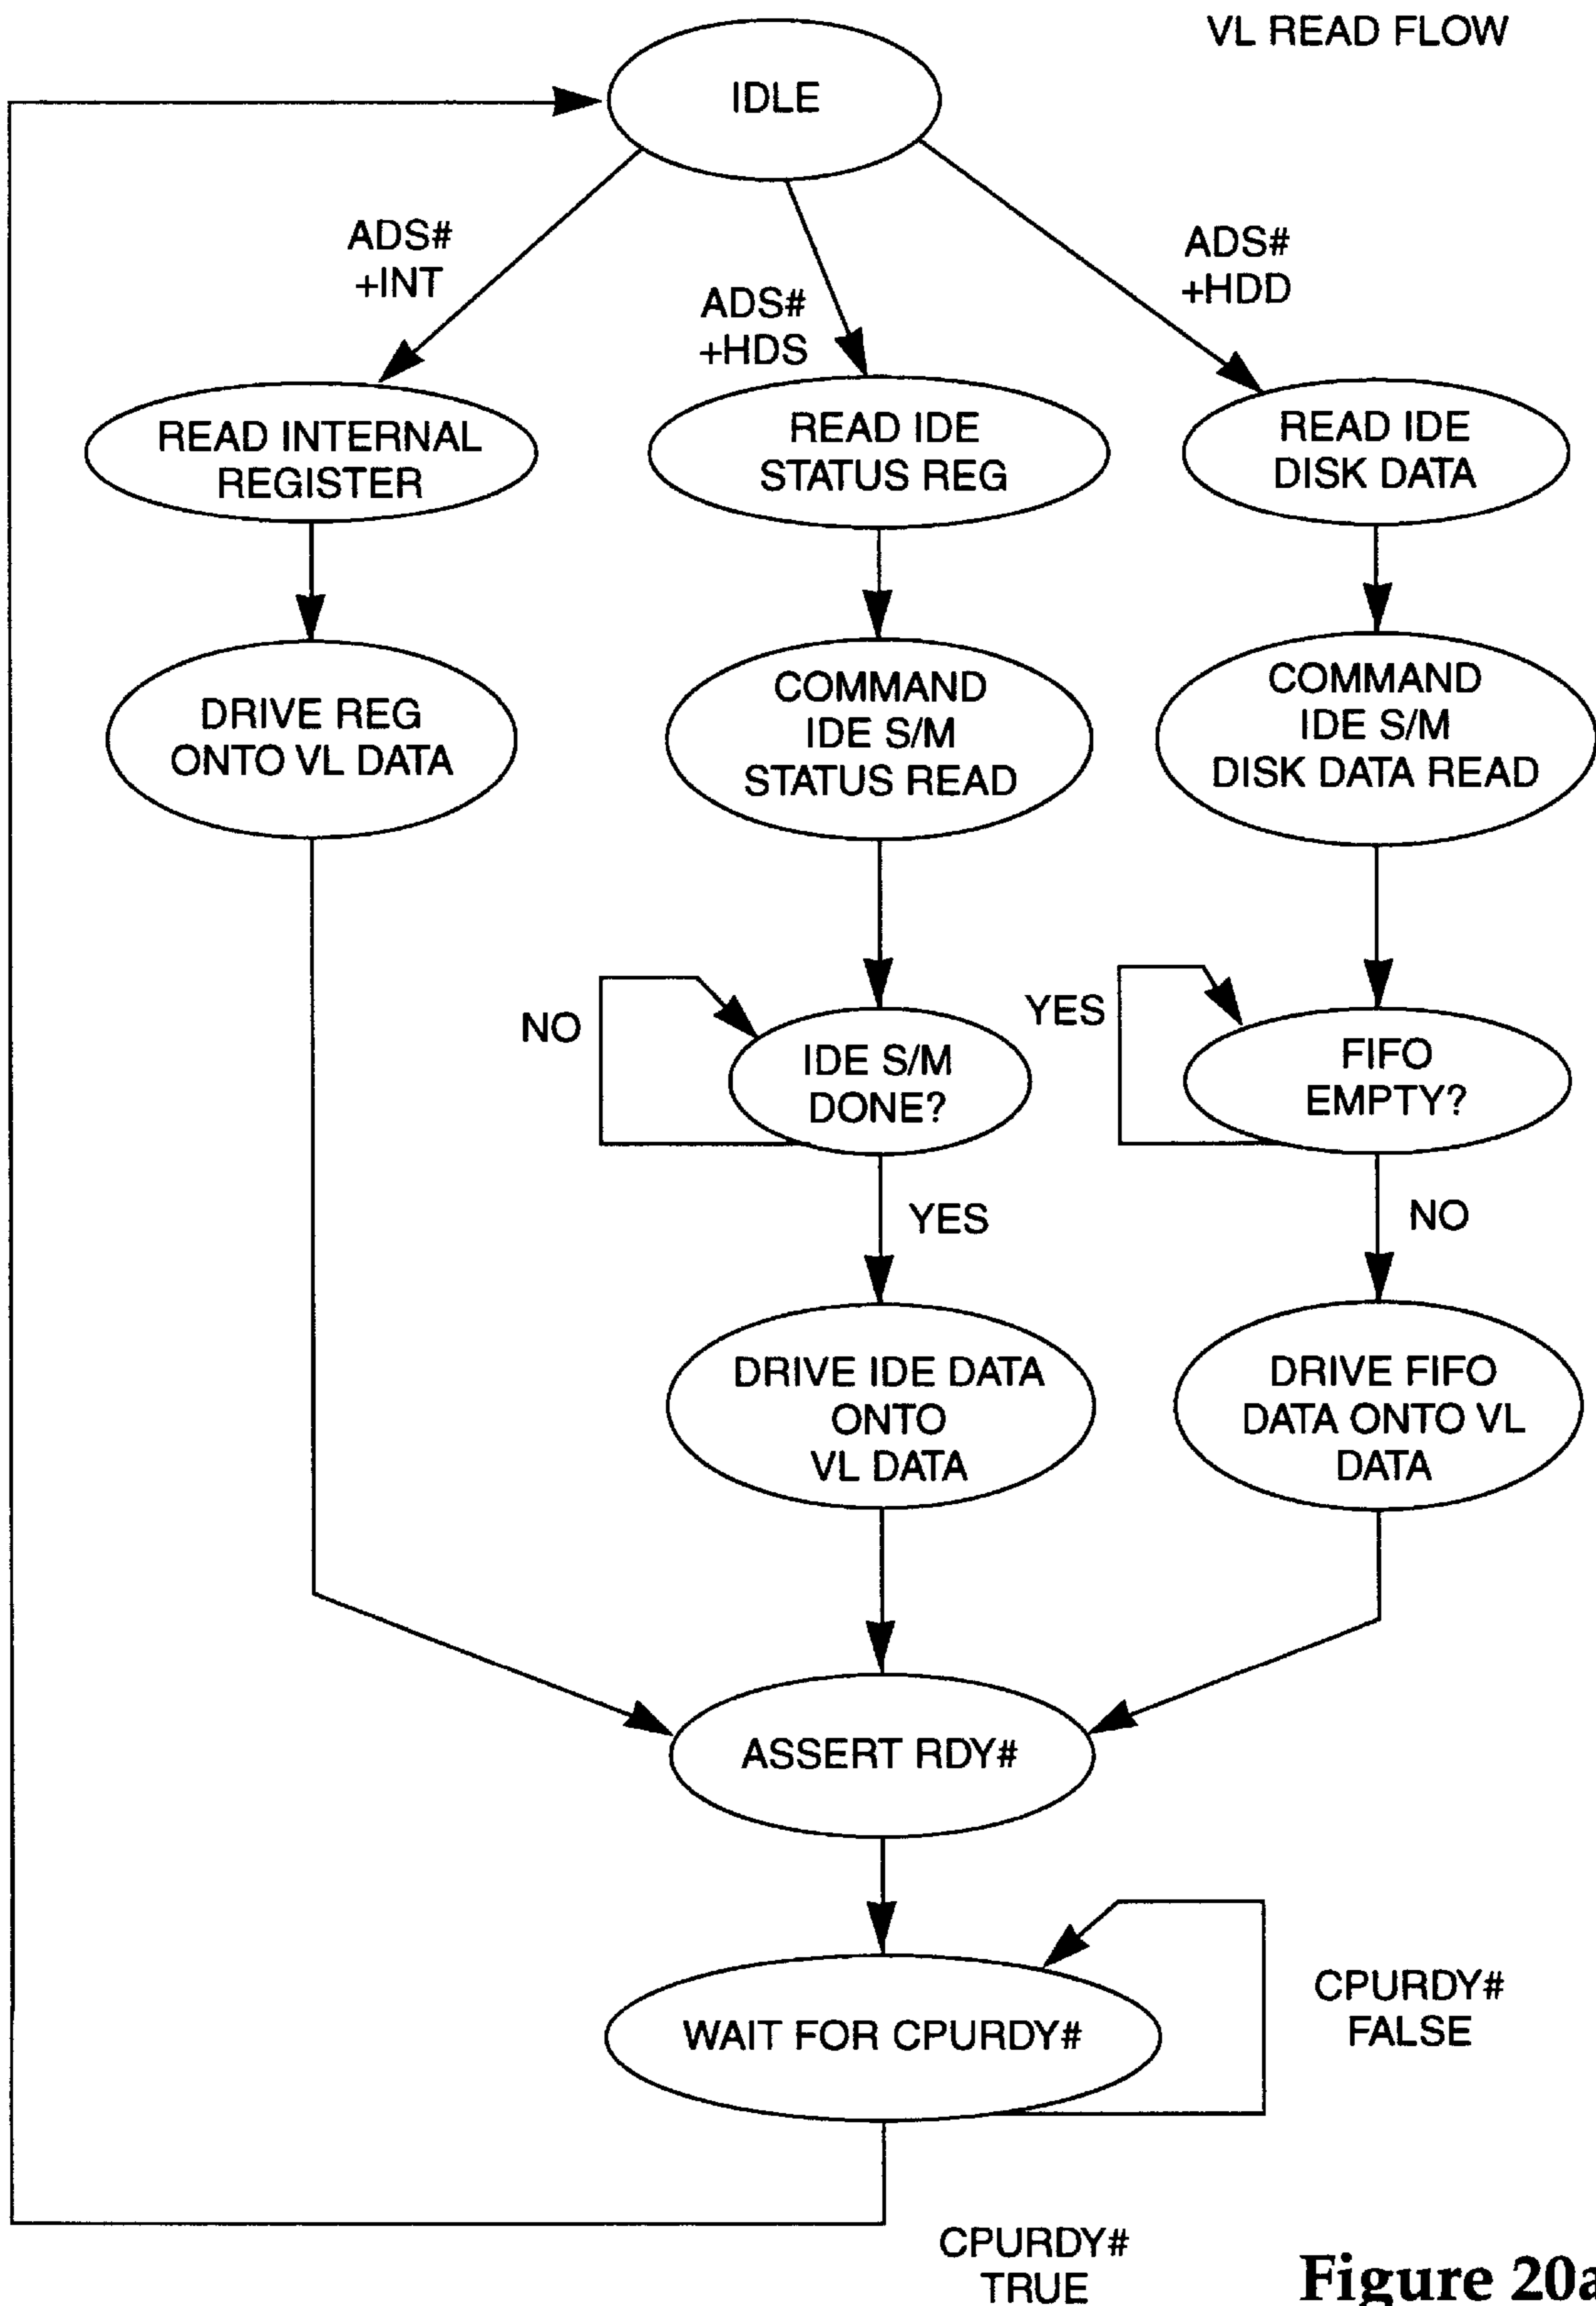 VL READ FLOW
IDLE
ADS#
+INT
ADS#
+HDS
ADS#
+HDD
READ INTERNAL
REGISTER
READ IDE
STATUS REG
READ IDE
DISK DATA
DRIVE REG
ONTO VL DATA
COMMAND
IDE S/M
STATUS READ
COMMAND
IDE S/M
DISK DATA READ
NO
IDE S/M
DONE?
YES
FIFO
EMPTY?
YES
NO
DRIVE IDE DATA
ONTO
VL DATA
DRIVE FIFO
DATA ONTO VL
DATA
ASSERT RDY#
WAIT FOR CPURDY#
CPURDY#
FALSE
CPURDY#
TRUE
Figure 20a